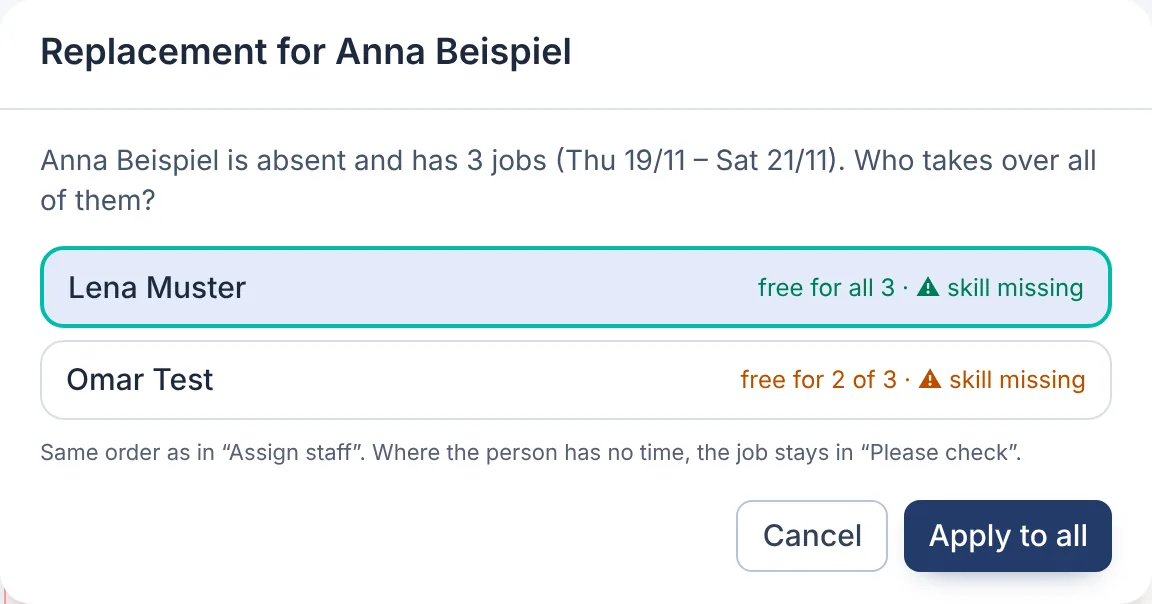 Replacement for Anna Beispiel
Anna Beispiel is absent and has 3 jobs (Thu 19/11 – Sat 21/11). Who takes over all
of them?
Lena Muster free for all 3 · ⚠ skill missing
Omar Test free for 2 of 3 · ⚠ skill missing
Same order as in “Assign staff”. Where the person has no time, the job stays in “Please check”.
Cancel Apply to all